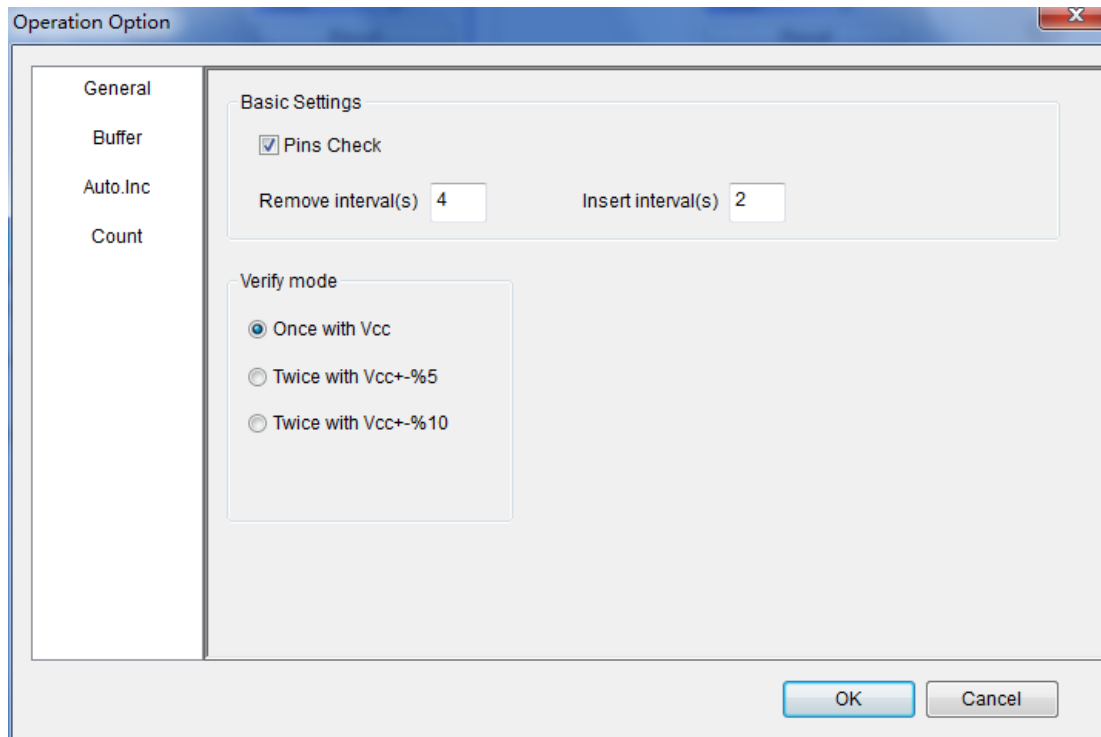 Operation Option
General
Buffer
Auto.Inc
Count
Basic Settings
Pins Check
Remove interval(s) 4 Insert interval(s) 2
Verify mode
Once with Vcc
Twice with Vcc+-%5
Twice with Vcc+-%10
OK Cancel